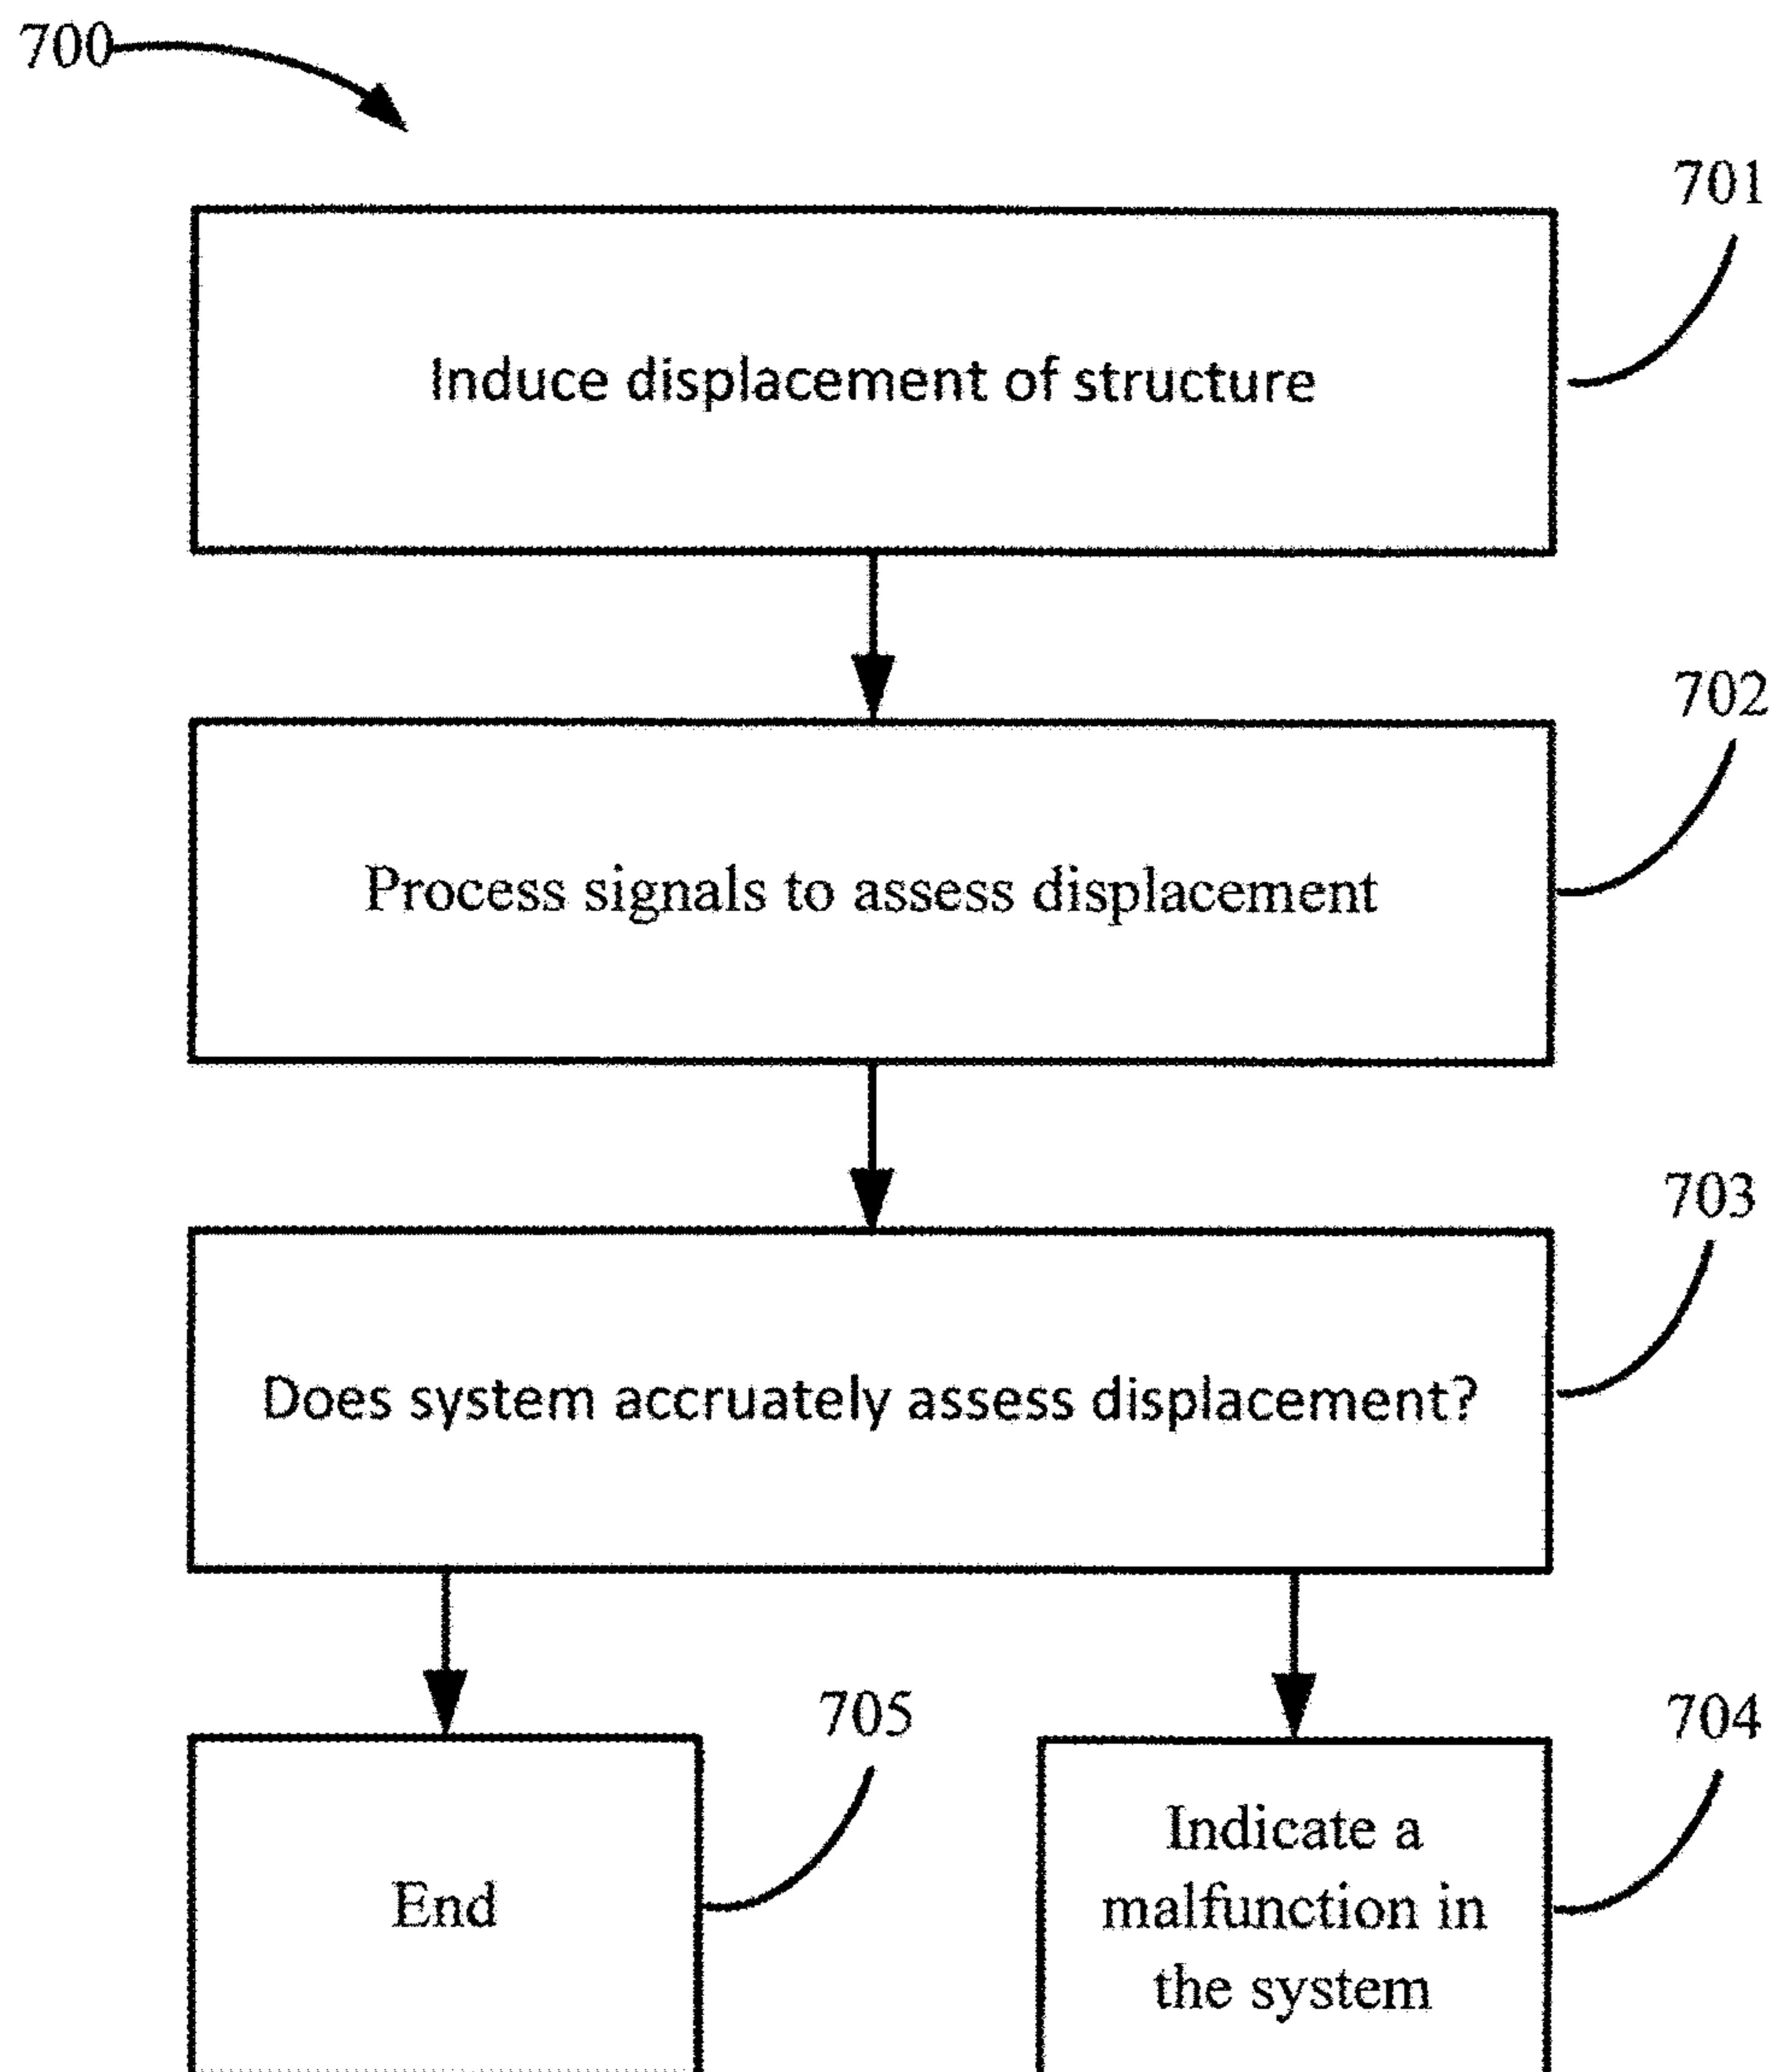 700
701
Induce displacement of structure
702
Process signals to assess displacement
703
Does system accruately assess displacement?
705
704
End
Indicate a
malfunction in
the system